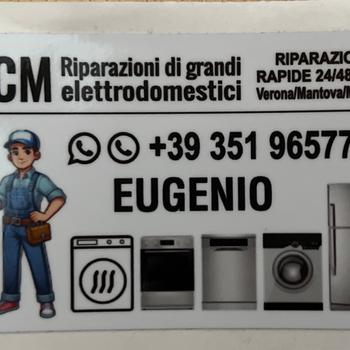 CM Riparazioni di grandi
elettrodomestici
RIPARAZIO
RAPIDE 24/48
Verona/Mantova/
+39 351 96577
EUGENIO